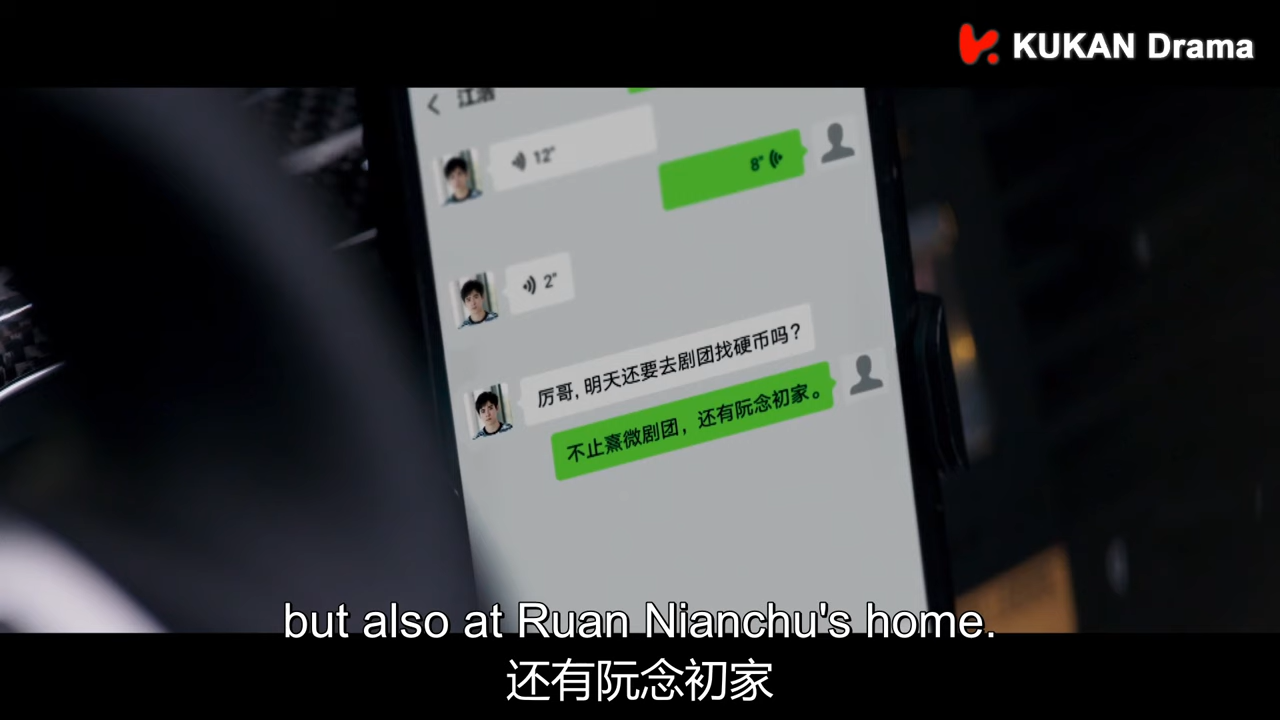 KUKAN Drama
12"
8"
2"
厉哥, 明天还要去剧团找硬币吗?
不止熹微剧团，还有阮念初家。
but also at Ruan Nianchu's home.
还有阮念初家